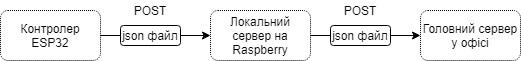 Контролер
ESP32
POST
json файл
Локальний
сервер на
Raspberry
POST
json файл
Головний сервер
у офісі